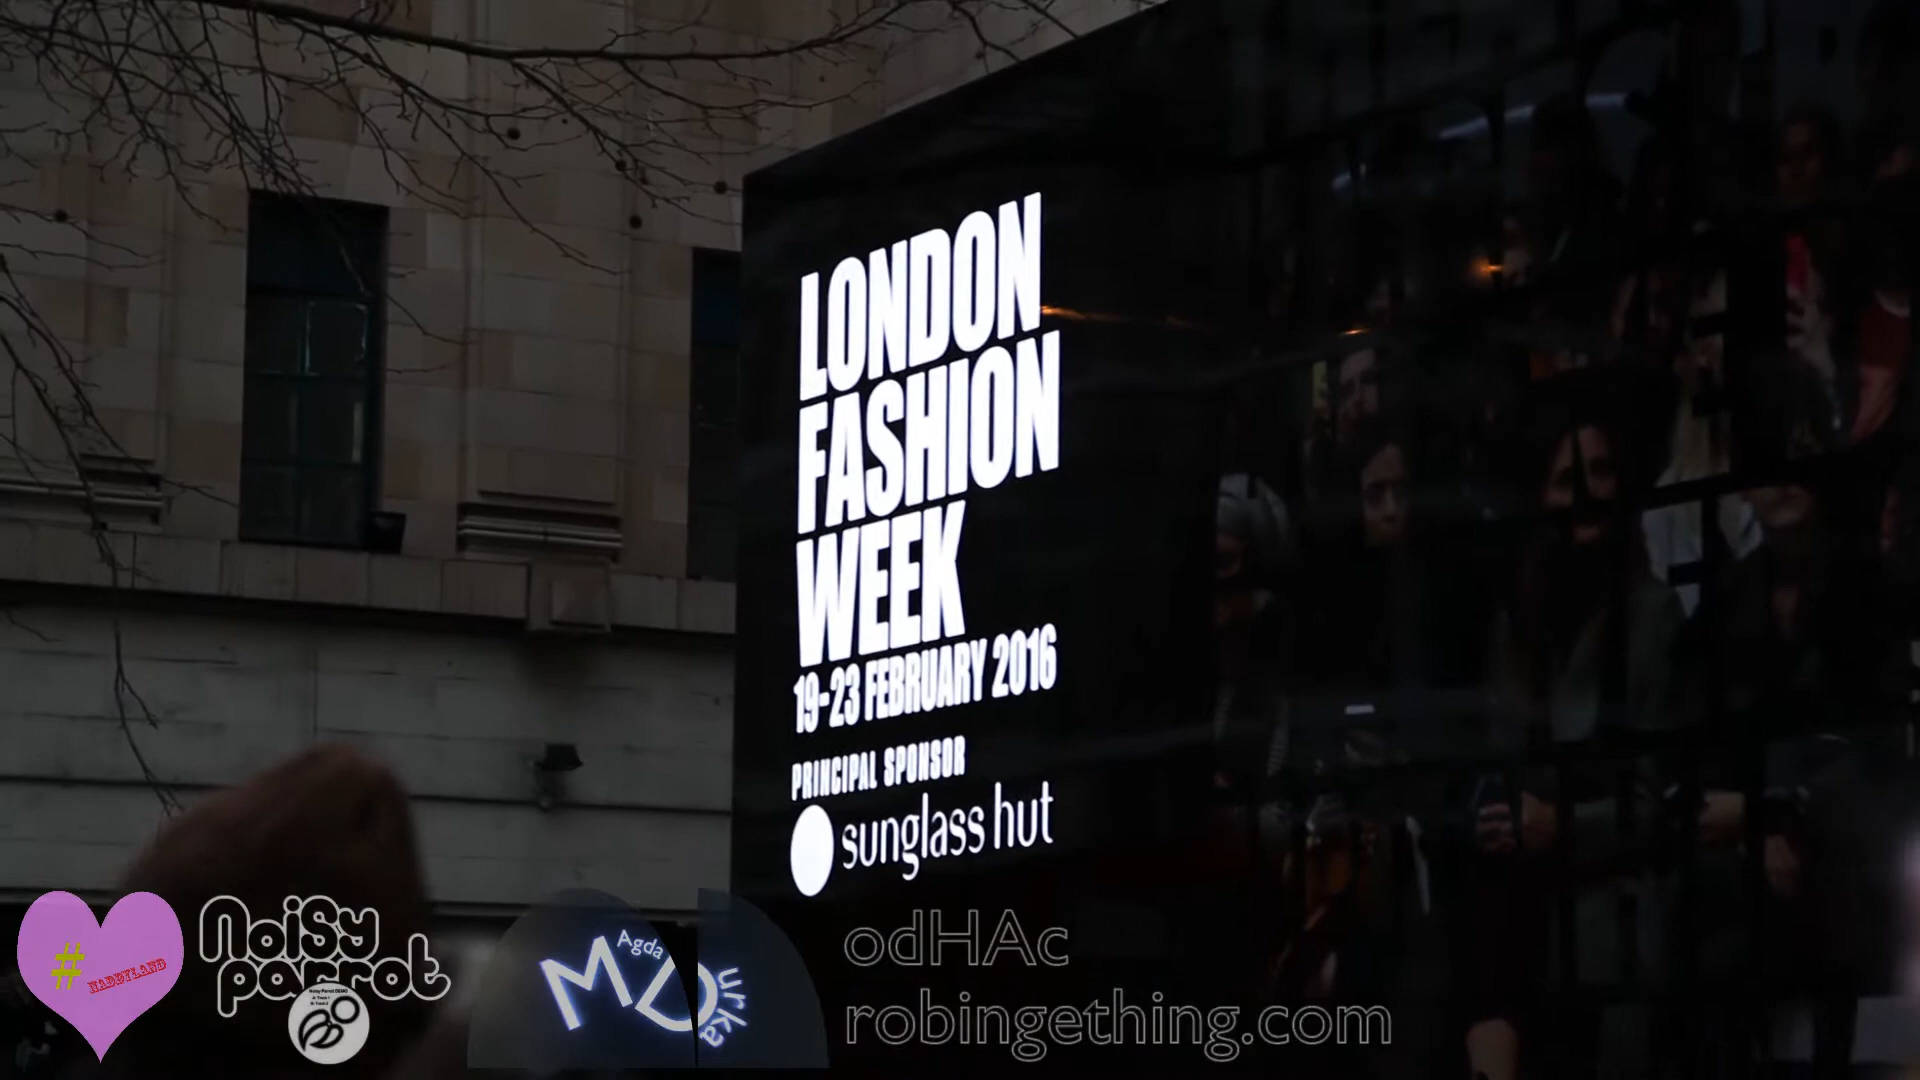 LONDON
FASHION
WEEK
19-23 FEBRUARY 2016
PRINCIPAL SPONSOR
sunglass hut
# NABBYLAND
Noisy
parrot
Agda
MD
urka
odHAc
robingething.com